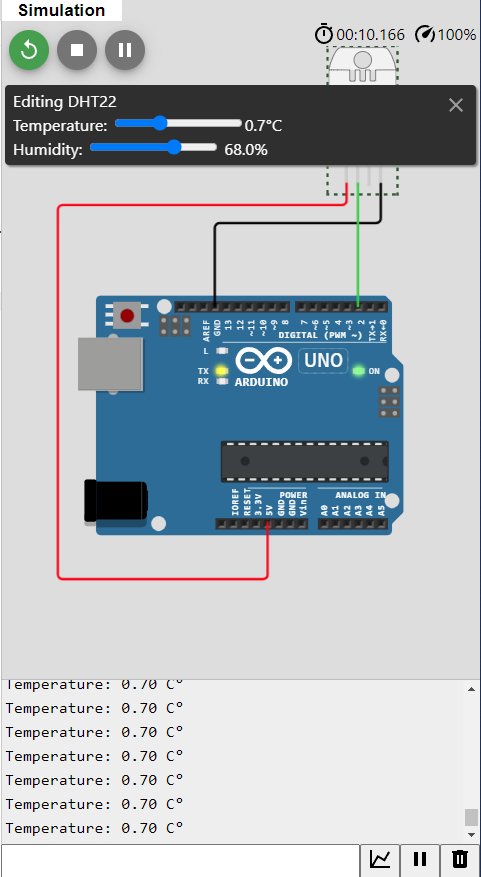 Simulation
00:10.166 100%
Editing DHT22
Temperature: 0.7°C
Humidity: 68.0%
AREF
GND
13
12
~11
~10
~9
8
7
~6
~5
4
~3
2
TX→1
RX←0
DIGITAL (PWM ~)
L
TX
RX
ARDUINO
UNO
ON
IOREF
RESET
3.3V
5V
GND
GND
Vin
POWER
ANALOG IN
A0
A1
A2
A3
A4
A5
Temperature: 0.70 C°
Temperature: 0.70 C°
Temperature: 0.70 C°
Temperature: 0.70 C°
Temperature: 0.70 C°
Temperature: 0.70 C°
Temperature: 0.70 C°